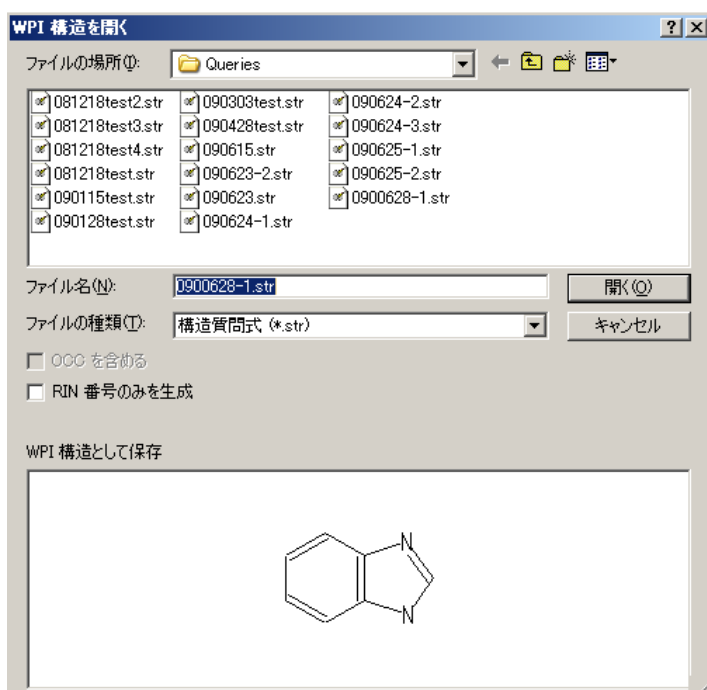 WPI 構造を開く
ファイルの場所(I): Queries
081218test2.str 090303test.str 090624-2.str
081218test3.str 090428test.str 090624-3.str
081218test4.str 090615.str 090625-1.str
081218test.str 090623-2.str 090625-2.str
090115test.str 090623.str 0900628-1.str
090128test.str 090624-1.str
ファイル名(N): 0900628-1.str 開く(O)
ファイルの種類(T): 構造質問式 (*.str) キャンセル
OCC を含める
RIN 番号のみを生成
WPI 構造として保存
N
N